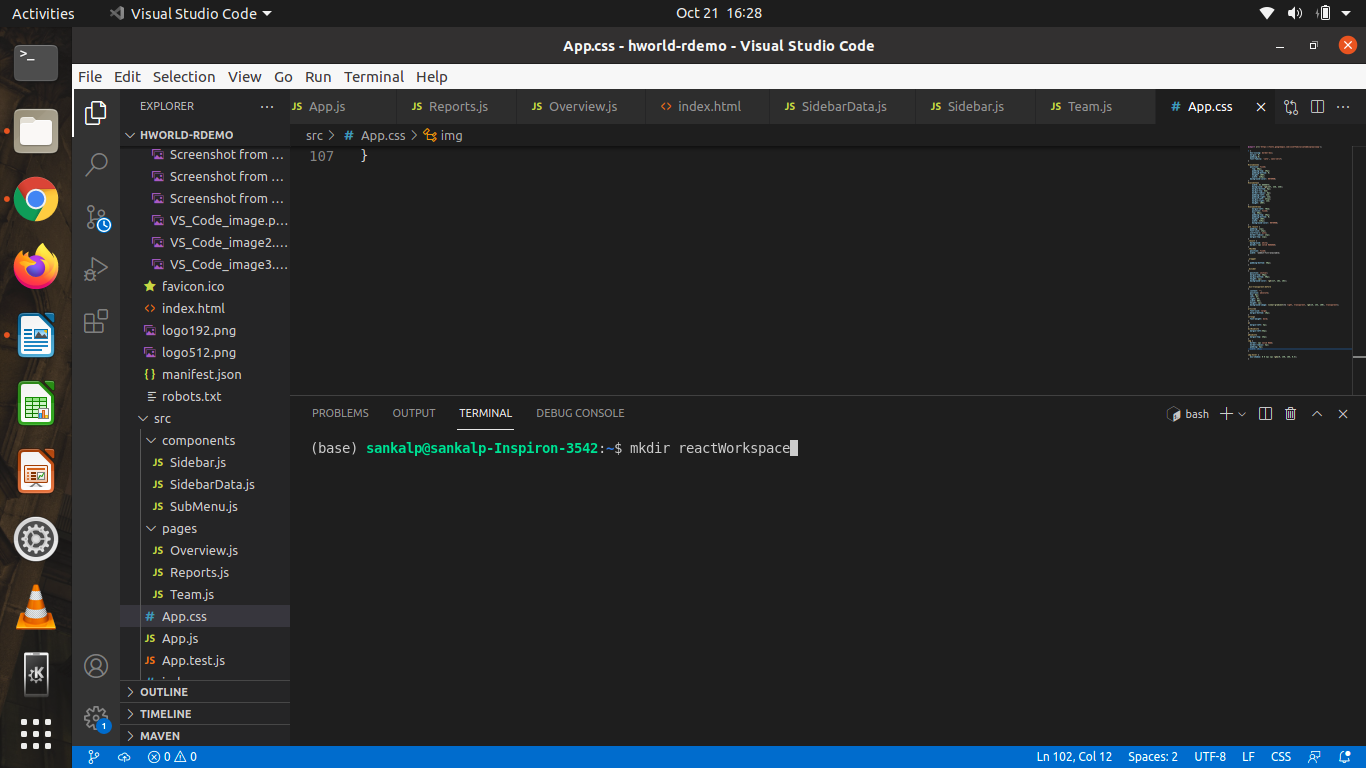 Activities Visual Studio Code Oct 21 16:28
App.css - hworld-rdemo - Visual Studio Code
File Edit Selection View Go Run Terminal Help
EXPLORER
App.js Reports.js Overview.js index.html SidebarData.js Sidebar.js Team.js App.css
HWORLD-RDEMO
Screenshot from ...
Screenshot from ...
Screenshot from ...
VS_Code_image.p...
VS_Code_image2....
VS_Code_image3....
favicon.ico
index.html
logo192.png
logo512.png
manifest.json
robots.txt
src
components
Sidebar.js
SidebarData.js
SubMenu.js
pages
Overview.js
Reports.js
Team.js
App.css
App.js
App.test.js
OUTLINE
TIMELINE
MAVEN
src > App.css > img
107 }
PROBLEMS OUTPUT TERMINAL DEBUG CONSOLE bash
(base) sankalp@sankalp-Inspiron-3542:~$ mkdir reactWorkspace
1
0 0 Ln 102, Col 12 Spaces: 2 UTF-8 LF CSS